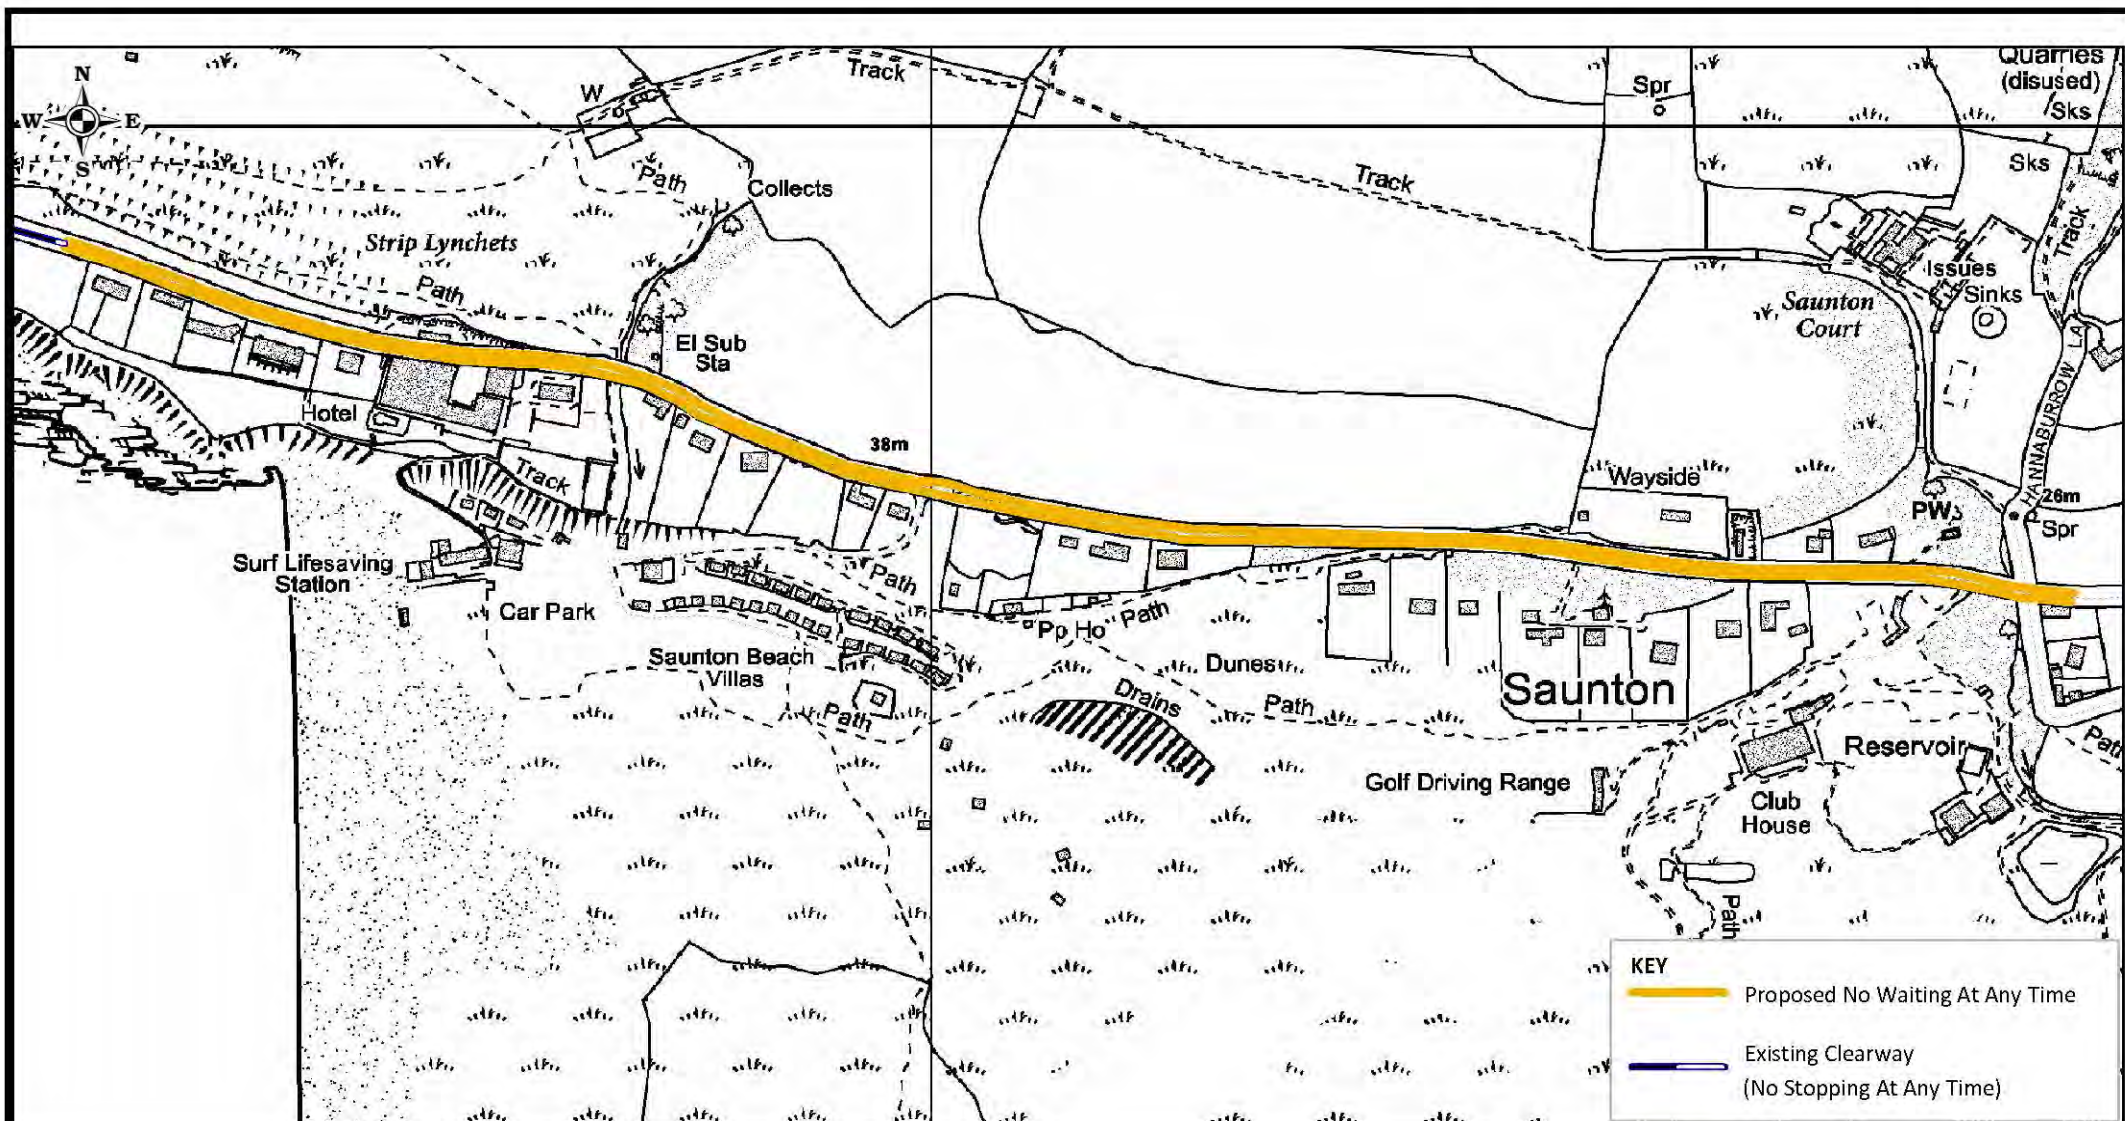 N
W E
S
W
Track
Spr
Quarries
(disused)
Sks
Sks
Path
Collects
Track
Track
Strip Lynchets
Path
Issues
Sinks
Saunton
Court
El Sub
Sta
HANNABURROW LA
Hotel
38m
Track
Wayside
26m
PW
Spr
Surf Lifesaving
Station
Path
Car Park
Pp Ho
Path
Saunton Beach
Villas
Dunes
Saunton
Drains
Path
Path
Reservoir
Path
Golf Driving Range
Club
House
Path
KEY
Proposed No Waiting At Any Time
Existing Clearway
(No Stopping At Any Time)